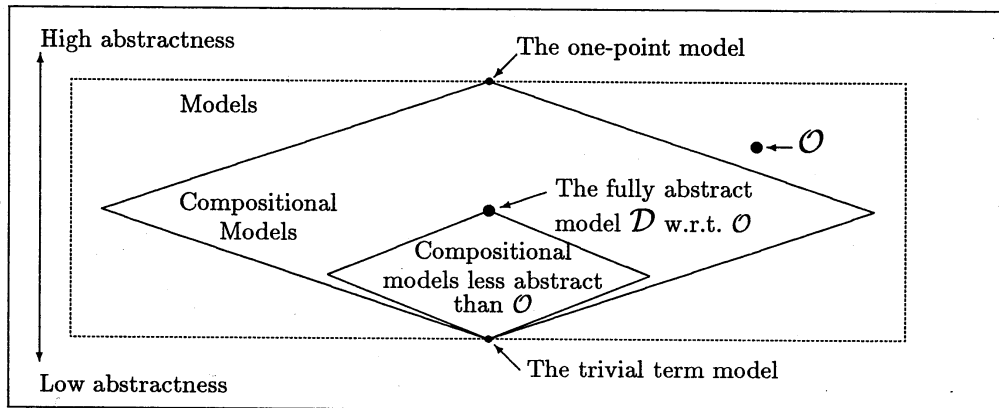 High abstractness
The one-point model
Models
𝒪
Compositional
Models
The fully abstract
model 𝒟 w.r.t. 𝒪
Compositional
models less abstract
than 𝒪
The trivial term model
Low abstractness